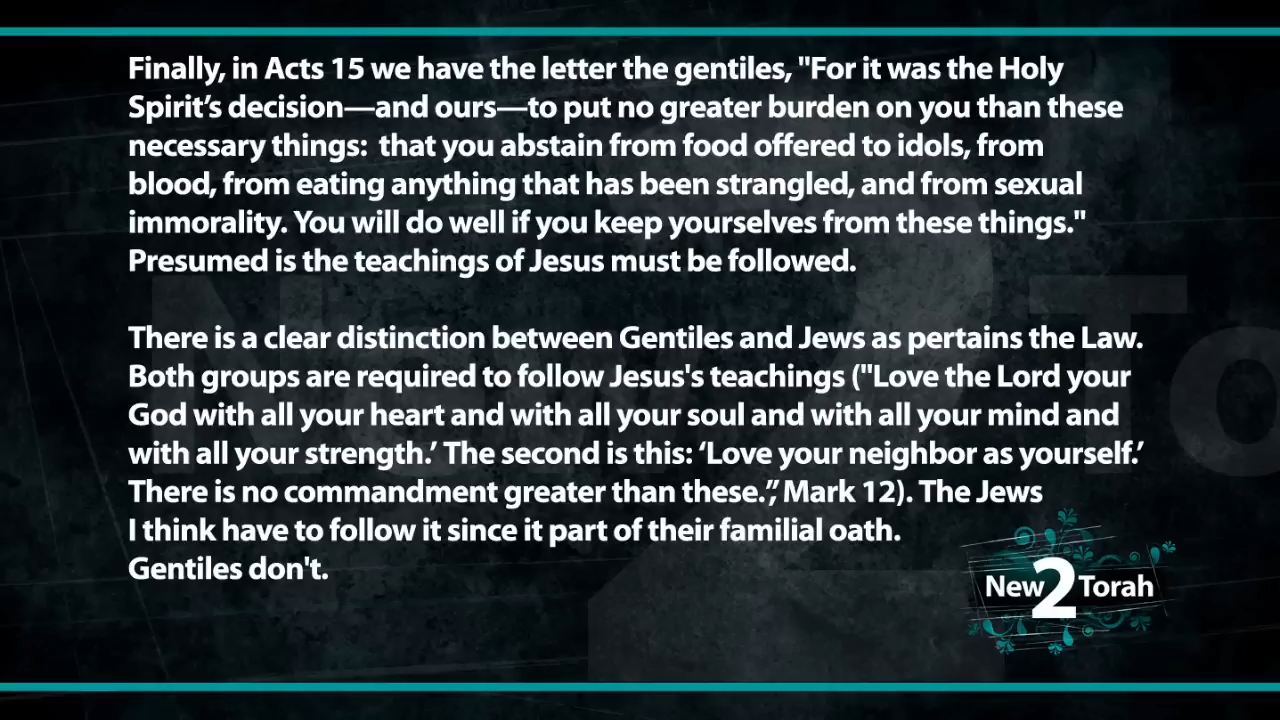 Finally, in Acts 15 we have the letter the gentiles, "For it was the Holy
Spirit’s decision—and ours—to put no greater burden on you than these
necessary things:  that you abstain from food offered to idols, from
blood, from eating anything that has been strangled, and from sexual
immorality. You will do well if you keep yourselves from these things."
Presumed is the teachings of Jesus must be followed.
There is a clear distinction between Gentiles and Jews as pertains the Law.
Both groups are required to follow Jesus's teachings ("Love the Lord your
God with all your heart and with all your soul and with all your mind and
with all your strength.’ The second is this: ‘Love your neighbor as yourself.’
There is no commandment greater than these.”, Mark 12). The Jews
I think have to follow it since it part of their familial oath.
Gentiles don't.
New2Torah